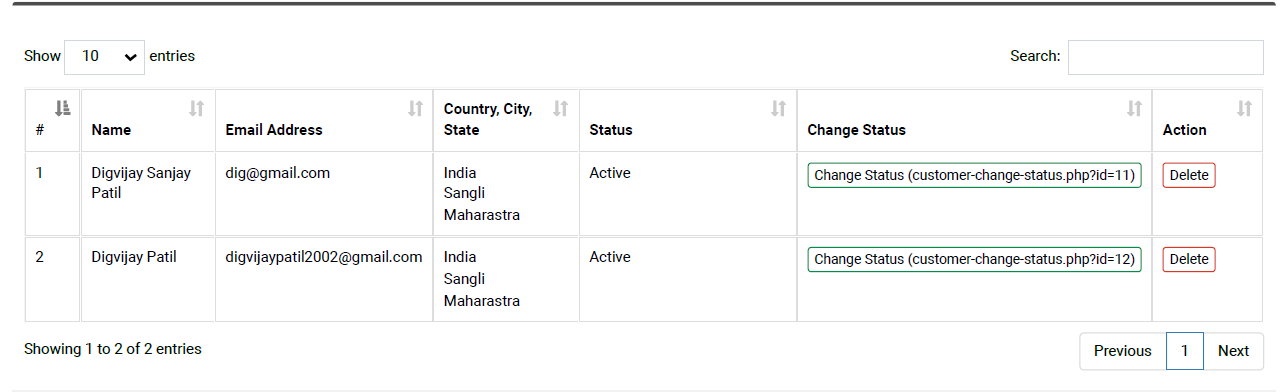 Show 10 entries
Search:
# Name Email Address Country, City, State Status Change Status Action
1 Digvijay Sanjay Patil dig@gmail.com India Sangli Maharastra Active Change Status (customer-change-status.php?id=11) Delete
2 Digvijay Patil digvijaypatil2002@gmail.com India Sangli Maharastra Active Change Status (customer-change-status.php?id=12) Delete
Showing 1 to 2 of 2 entries
Previous 1 Next